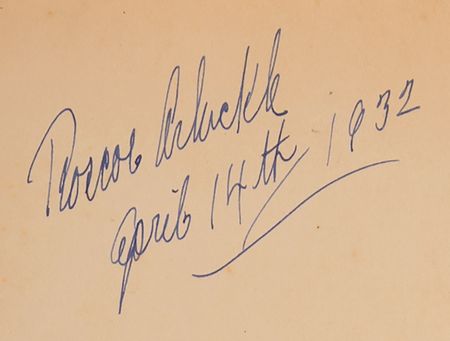 Roscoe Arbuckle
April 14th 1932